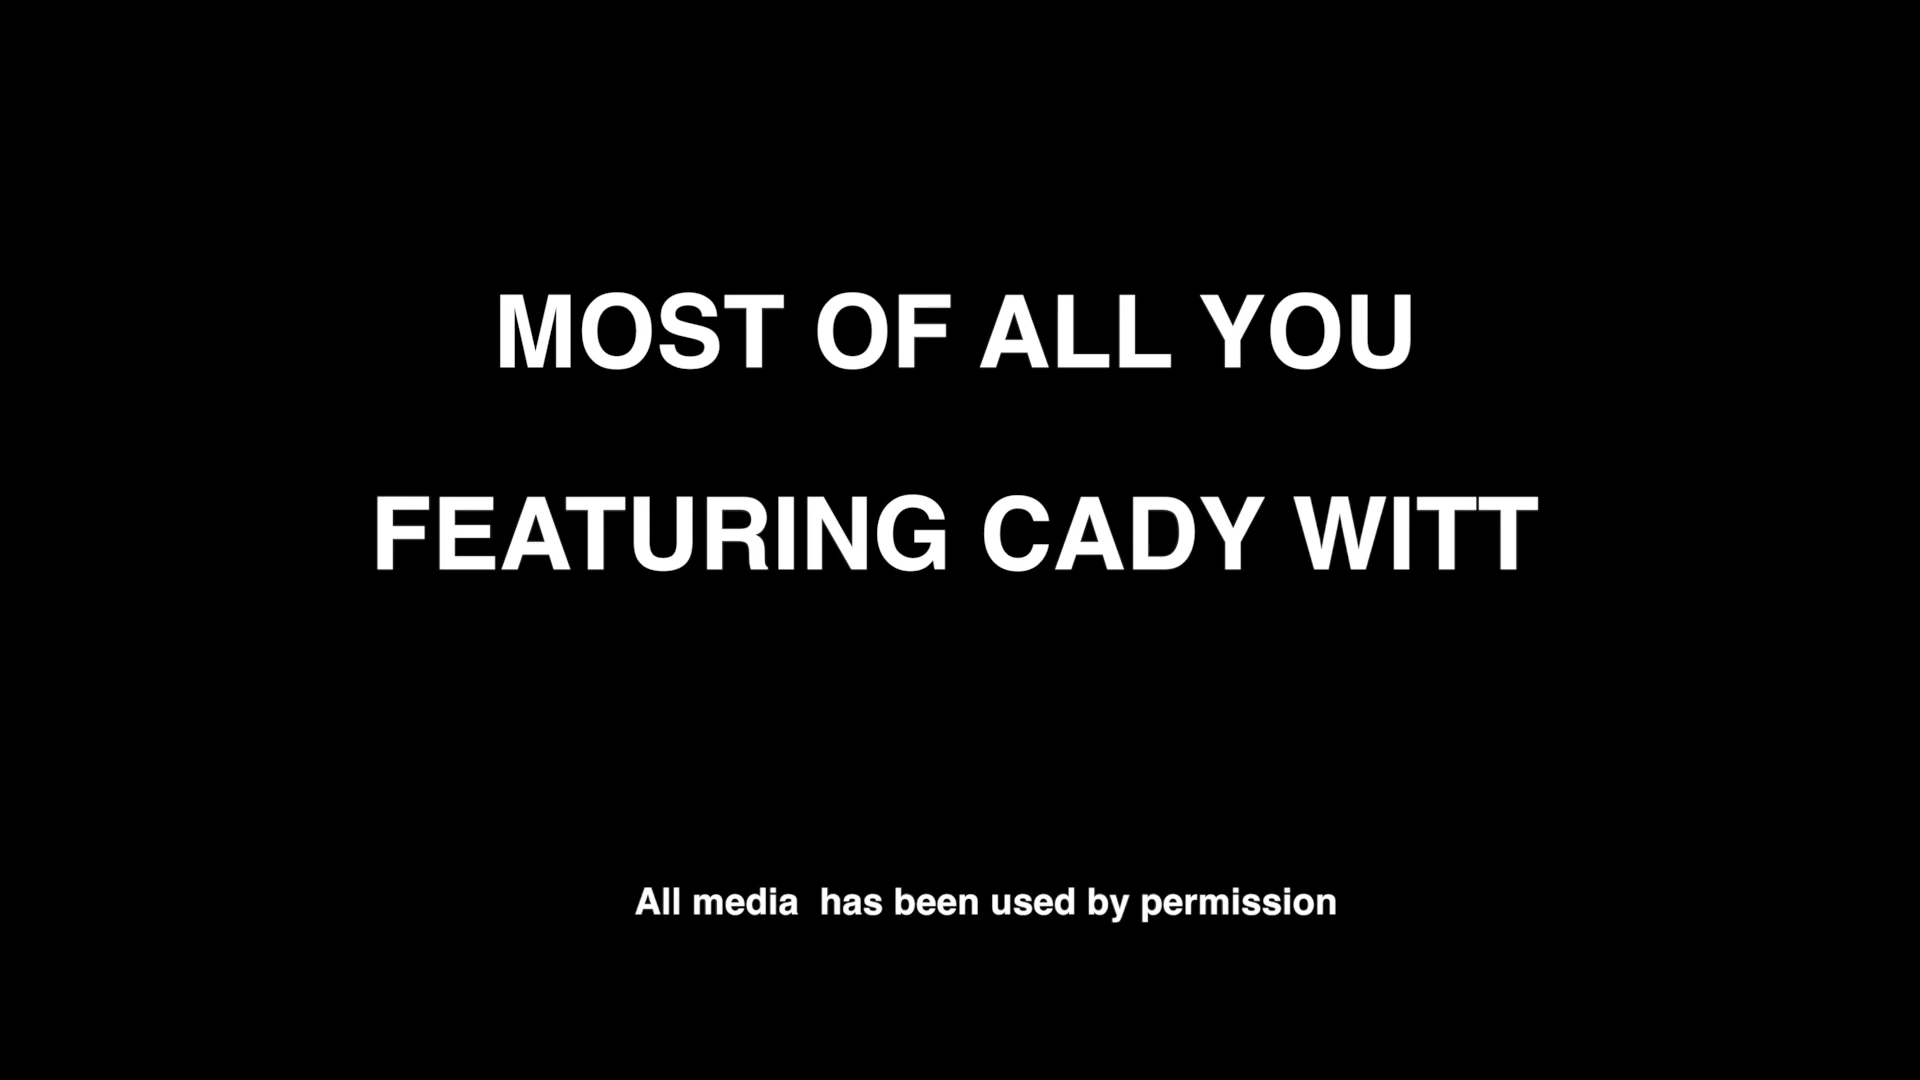 MOST OF ALL YOU
FEATURING CADY WITT
All media  has been used by permission